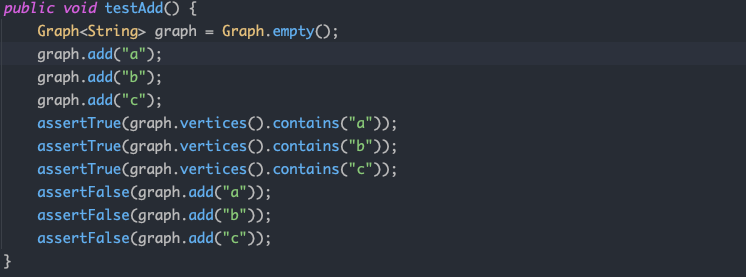 public void testAdd() {
    Graph<String> graph = Graph.empty();
    graph.add("a");
    graph.add("b");
    graph.add("c");
    assertTrue(graph.vertices().contains("a"));
    assertTrue(graph.vertices().contains("b"));
    assertTrue(graph.vertices().contains("c"));
    assertFalse(graph.add("a"));
    assertFalse(graph.add("b"));
    assertFalse(graph.add("c"));
}